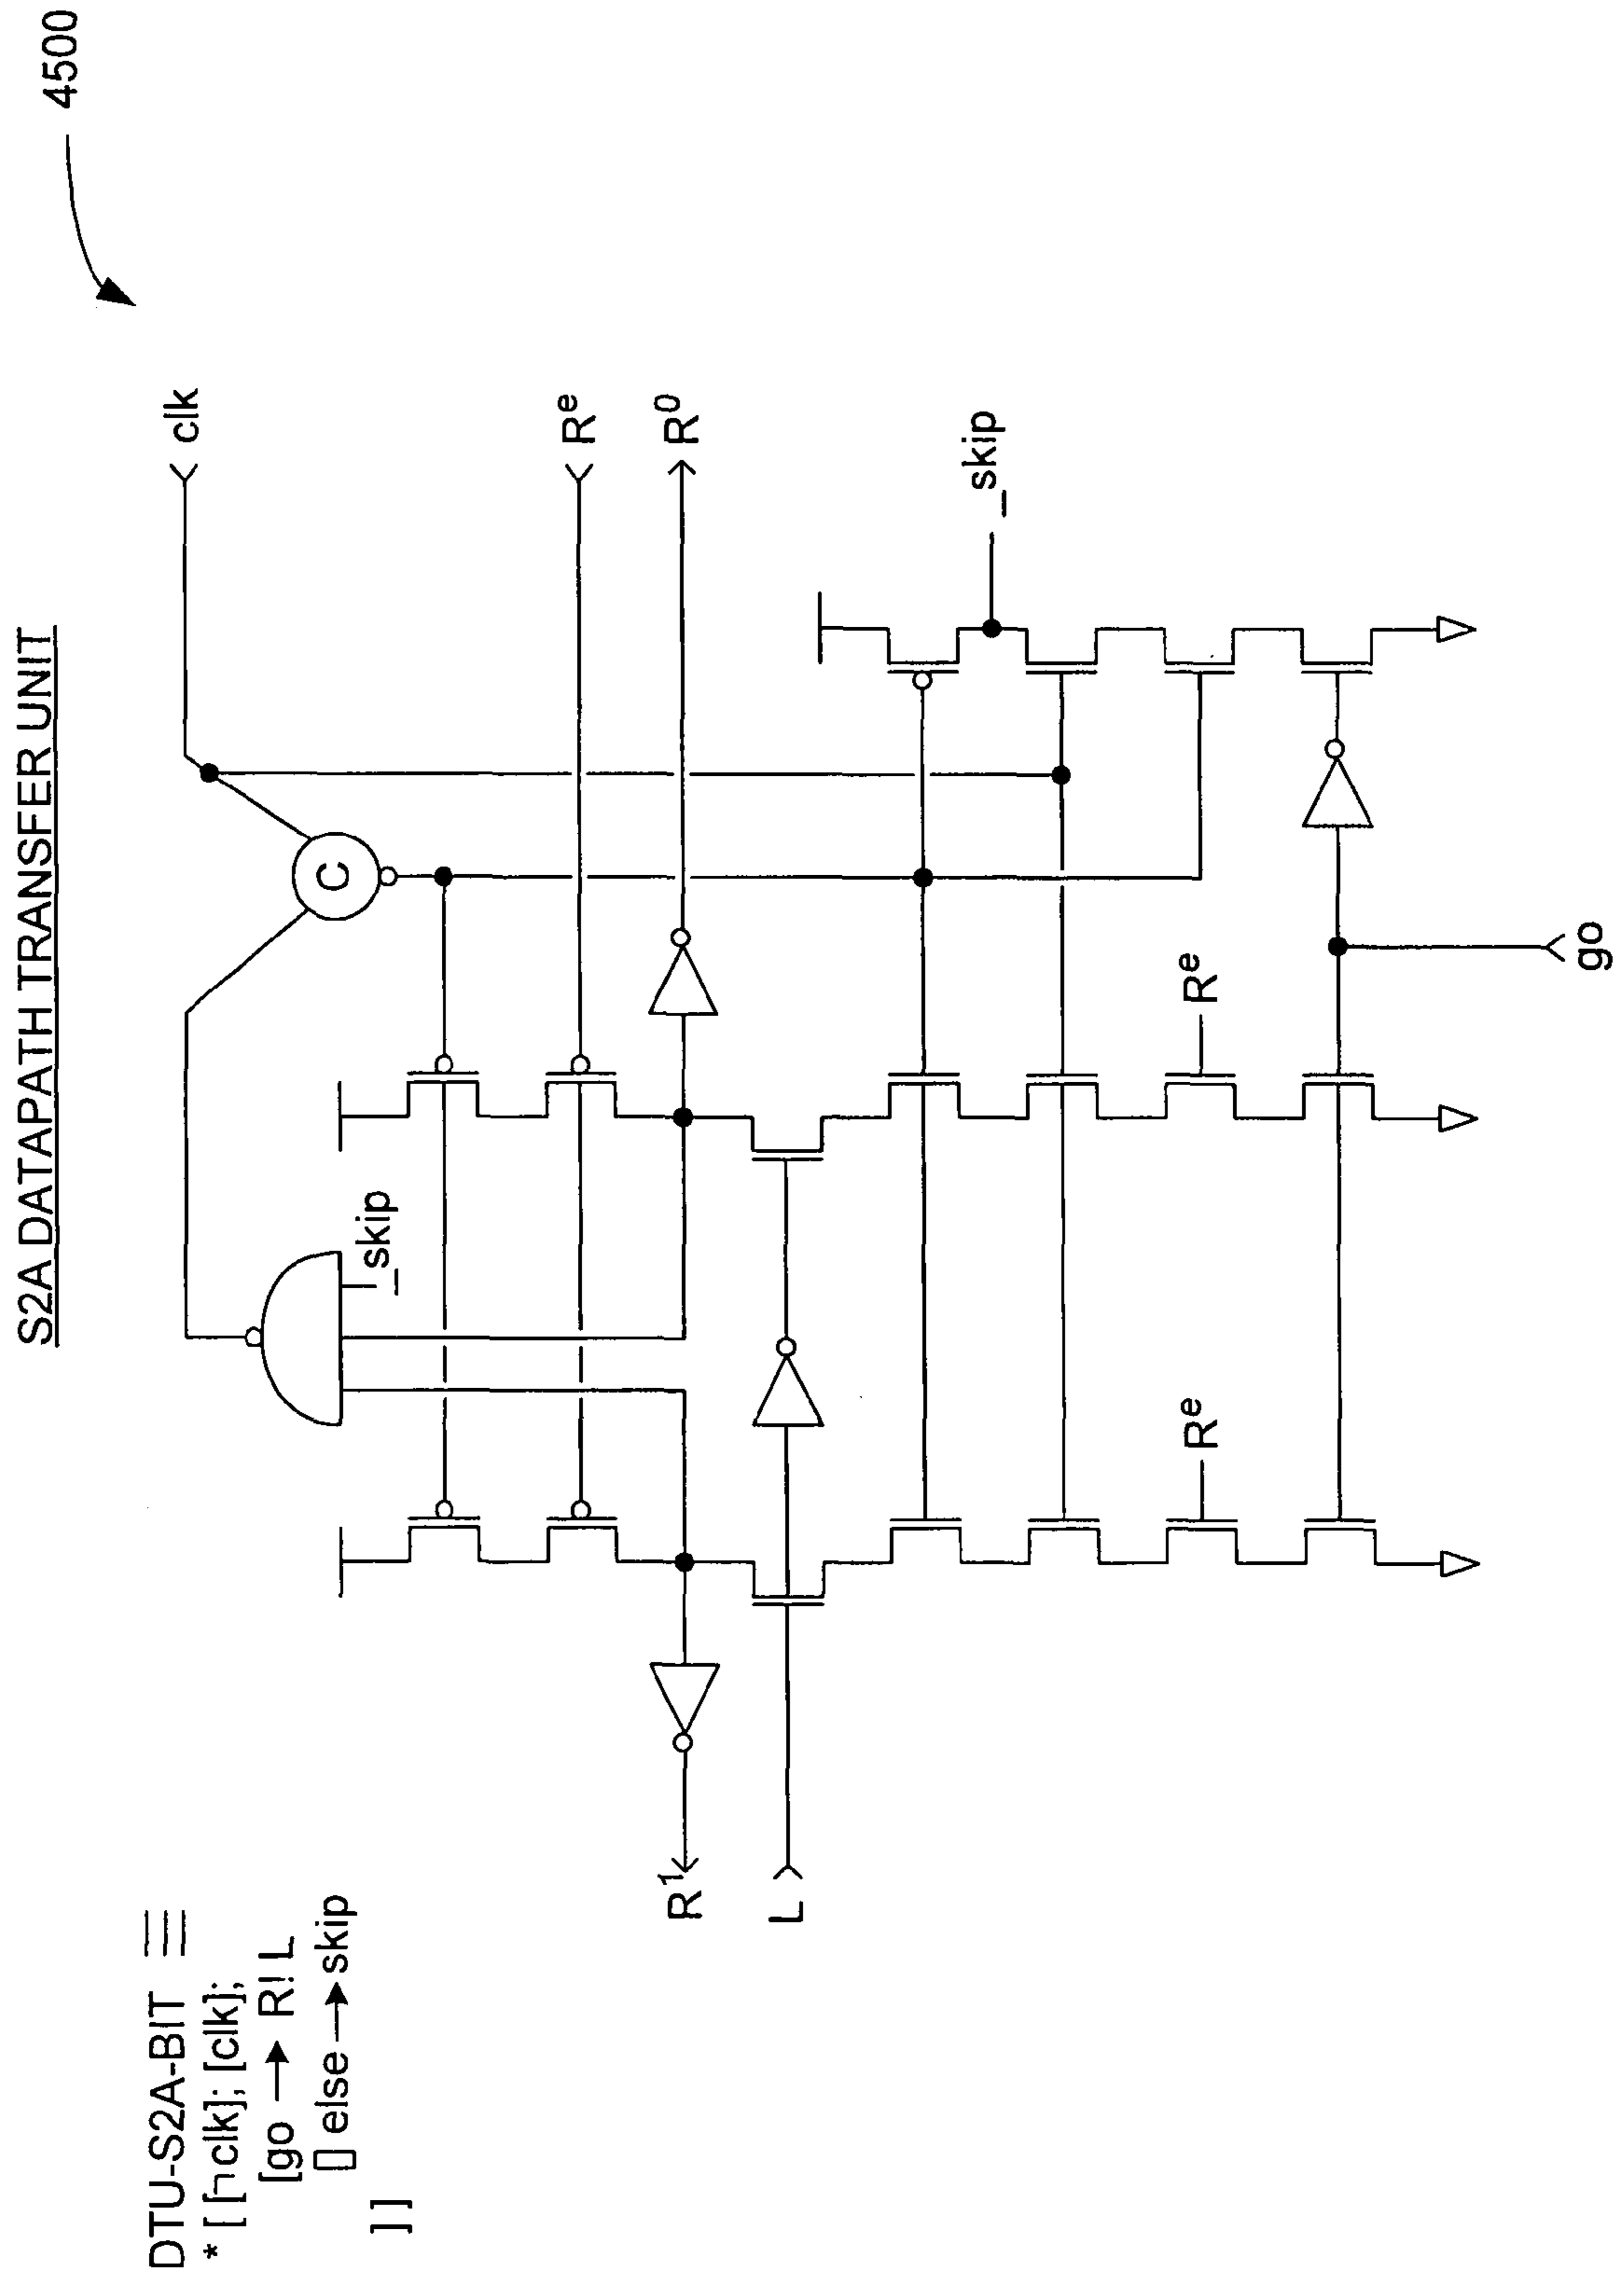 S2A DATAPATH TRANSFER UNIT
4500
DTU-S2A-BIT ≡
* [ [¬clk]; [clk];
[go → R!L
[] else → skip
] ]
clk
R^e
R^0
_skip
_skip
R^1
L
R^e
R^e
go
C